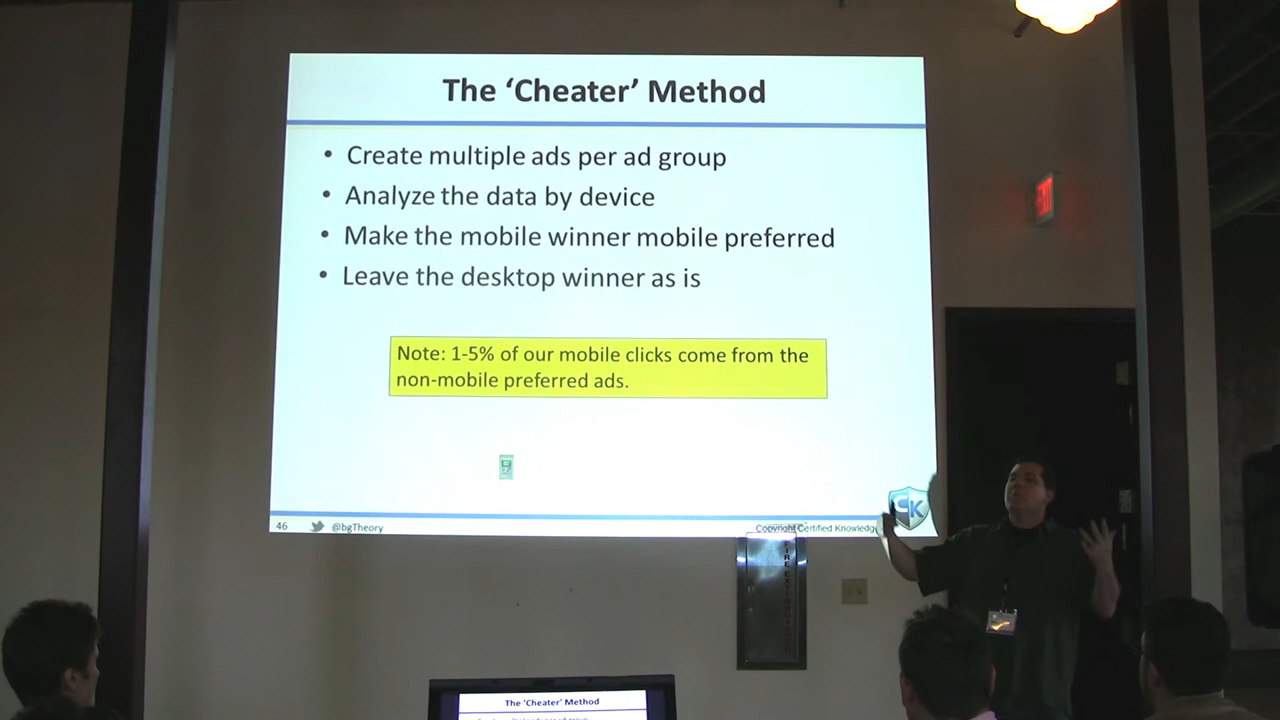 The ‘Cheater’ Method
• Create multiple ads per ad group
• Analyze the data by device
• Make the mobile winner mobile preferred
• Leave the desktop winner as is
Note: 1-5% of our mobile clicks come from the
non-mobile preferred ads.
46 @bgTheory Copyright Certified Knowledge
CK
FIRE
The ‘Cheater’ Method